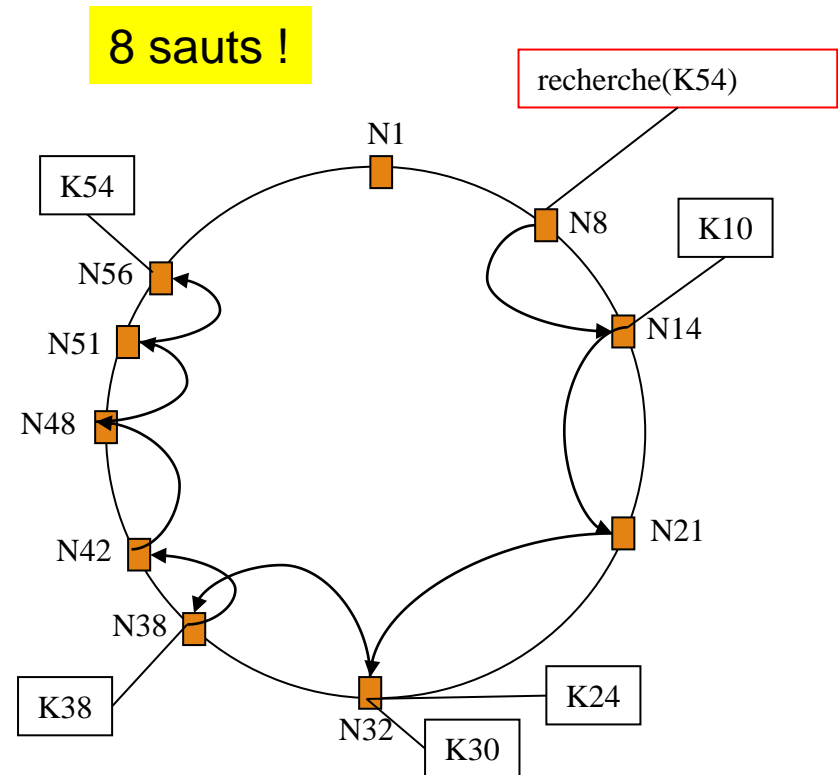 8 sauts !
recherche(K54)
N1
K54
N8
K10
N56
N14
N51
N48
N21
N42
N38
K38
N32
K24
K30